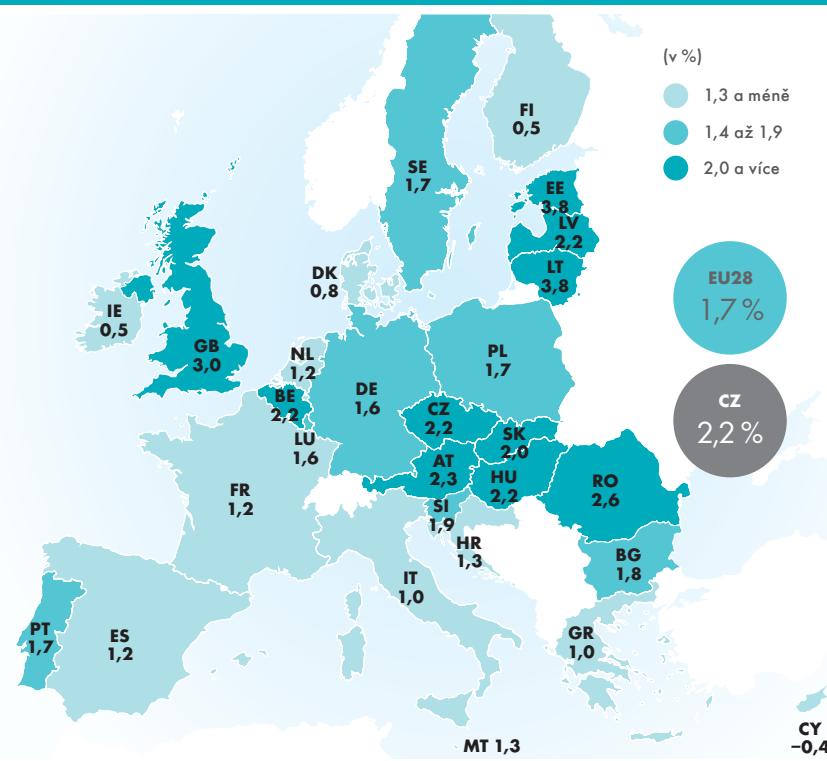 (v %)
1,3 a méně
1,4 až 1,9
2,0 a více
FI
0,5
SE
1,7
EE
3,8
LV
2,2
LT
3,8
DK
0,8
EU28
1,7 %
IE
0,5
GB
3,0
NL
1,2
PL
1,7
DE
1,6
BE
2,2
CZ
2,2
CZ
2,2 %
LU
1,6
SK
2,0
AT
2,3
HU
2,2
RO
2,6
FR
1,2
SI
1,9
HR
1,3
BG
1,8
IT
1,0
PT
1,7
ES
1,2
GR
1,0
MT 1,3
CY
−0,4